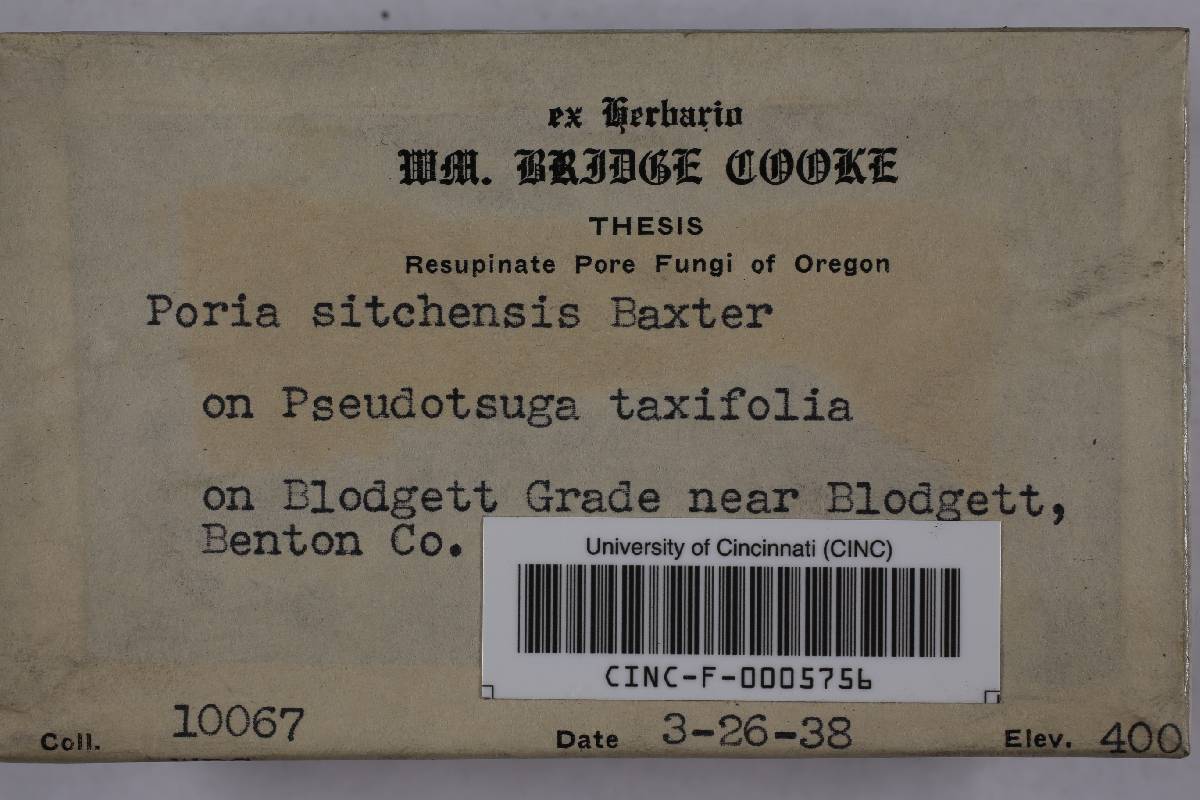 ex Herbario
WM. BRIDGE COOKE
THESIS
Resupinate Pore Fungi of Oregon
Poria sitchensis Baxter
on Pseudotsuga taxifolia
on Blodgett Grade near Blodgett,
Benton Co.
University of Cincinnati (CINC)
CINC-F-0005756
Coll. 10067 Date 3-26-38 Elev. 400